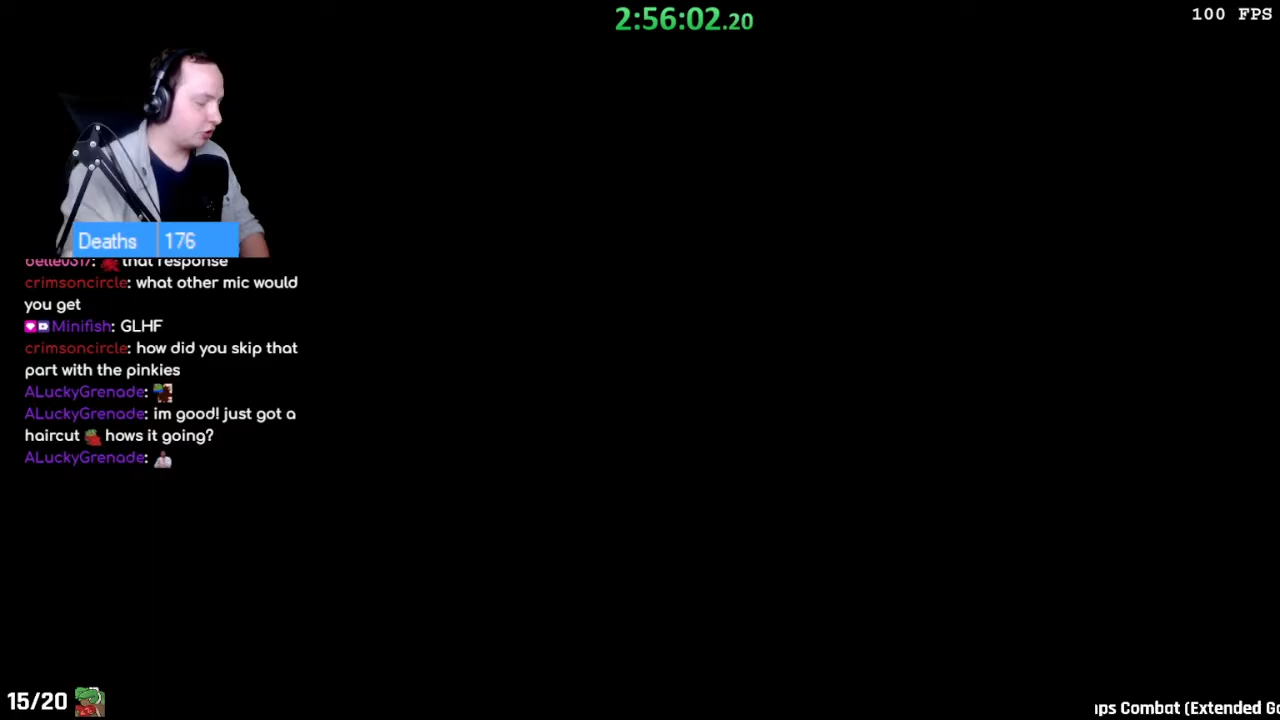 2:56:02.20
100 FPS
Deaths 176
that response
crimsoncircle: what other mic would
you get
Minifish: GLHF
crimsoncircle: how did you skip that
part with the pinkies
ALuckyGrenade:
ALuckyGrenade: im good! just got a
haircut hows it going?
ALuckyGrenade:
15/20
Combat (Extended